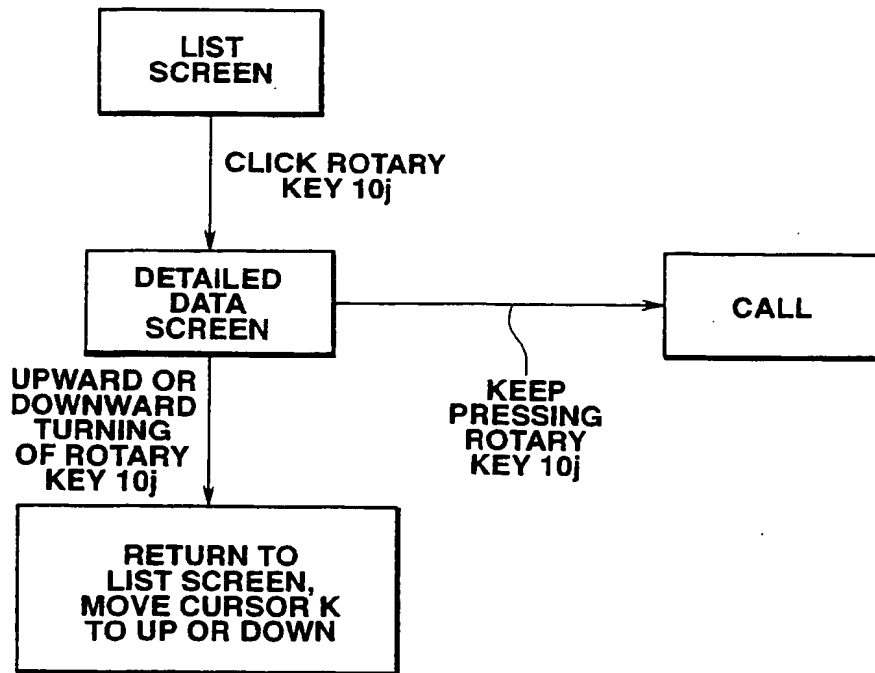 LIST
SCREEN
CLICK ROTARY
KEY 10j
DETAILED
DATA
SCREEN
CALL
UPWARD OR
DOWNWARD
TURNING
OF ROTARY
KEY 10j
KEEP
PRESSING
ROTARY
KEY 10j
RETURN TO
LIST SCREEN,
MOVE CURSOR K
TO UP OR DOWN